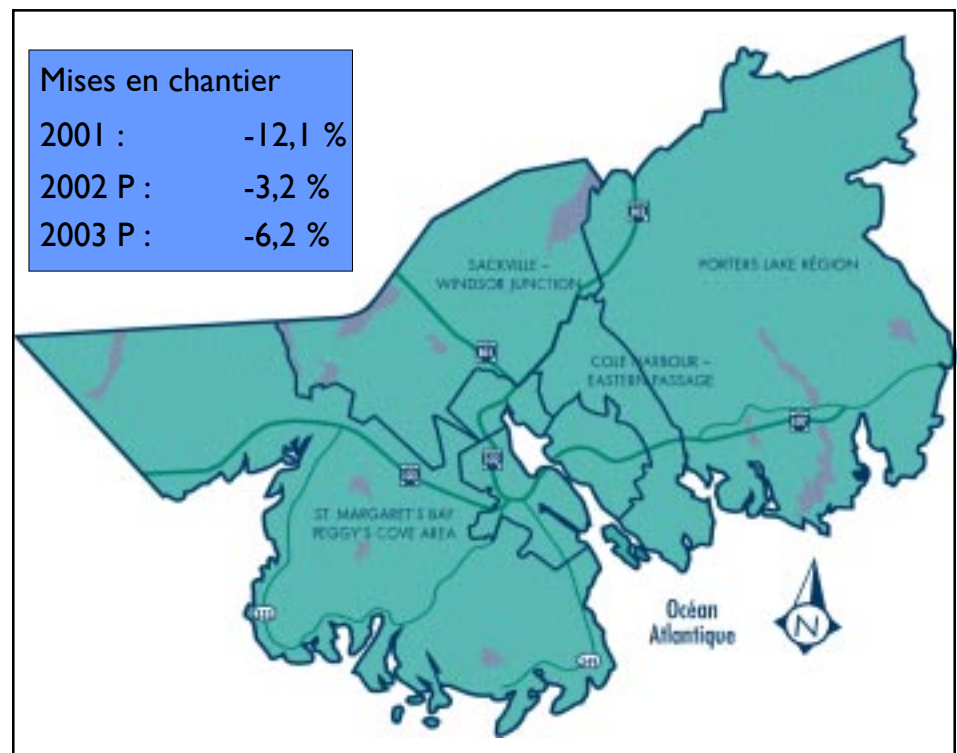 Mises en chantier
2001 : -12,1 %
2002 P : -3,2 %
2003 P : -6,2 %
SACKVILLE –
WINDSOR JUNCTION
PORTERS LAKE RÉGION
COLE HARBOUR –
EASTERN PASSAGE
ST. MARGARET'S BAY
PEGGY'S COVE AREA
Océan
Atlantique
N